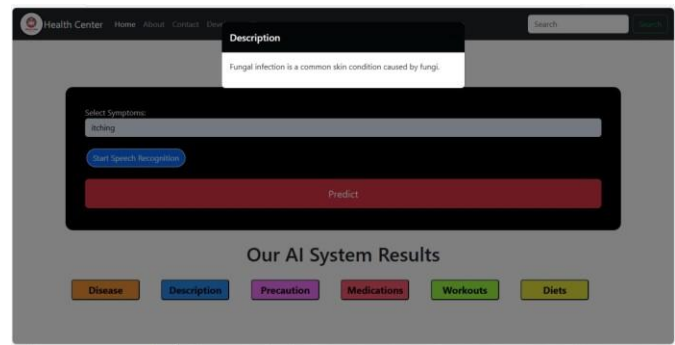 Health Center Home About Contact Search Search
Description
Fungal infection is a common skin condition caused by fungi.
Select Symptoms:
itching
Start Speech Recognition
Predict
Our AI System Results
Disease Description Precaution Medications Workouts Diets